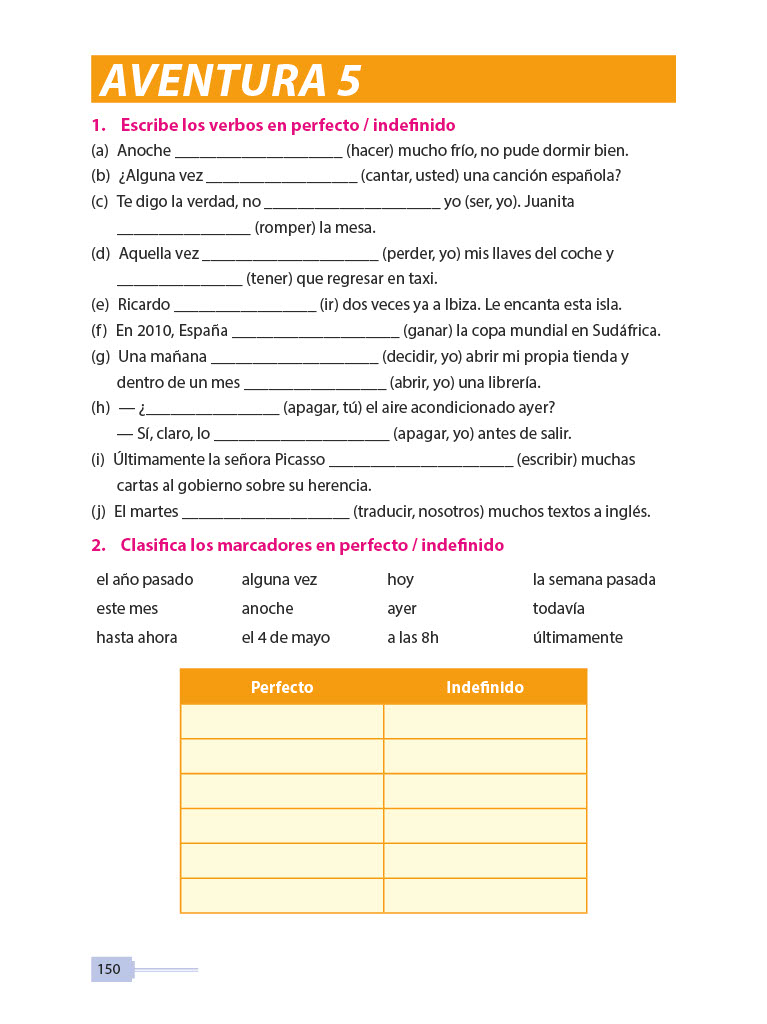 AVENTURA 5
1. Escribe los verbos en perfecto / indefinido
(a) Anoche ____________________ (hacer) mucho frío, no pude dormir bien.
(b) ¿Alguna vez __________________ (cantar, usted) una canción española?
(c) Te digo la verdad, no _____________________ yo (ser, yo). Juanita
________________ (romper) la mesa.
(d) Aquella vez _____________________ (perder, yo) mis llaves del coche y
_______________ (tener) que regresar en taxi.
(e) Ricardo _________________ (ir) dos veces ya a Ibiza. Le encanta esta isla.
(f) En 2010, España ____________________ (ganar) la copa mundial en Sudáfrica.
(g) Una mañana ____________________ (decidir, yo) abrir mi propia tienda y
dentro de un mes _________________ (abrir, yo) una librería.
(h) — ¿________________ (apagar, tú) el aire acondicionado ayer?
— Sí, claro, lo _____________________ (apagar, yo) antes de salir.
(i) Últimamente la señora Picasso ______________________ (escribir) muchas
cartas al gobierno sobre su herencia.
(j) El martes ____________________ (traducir, nosotros) muchos textos a inglés.
2. Clasifica los marcadores en perfecto / indefinido
el año pasado alguna vez hoy la semana pasada
este mes anoche ayer todavía
hasta ahora el 4 de mayo a las 8h últimamente
Perfecto Indefinido
150